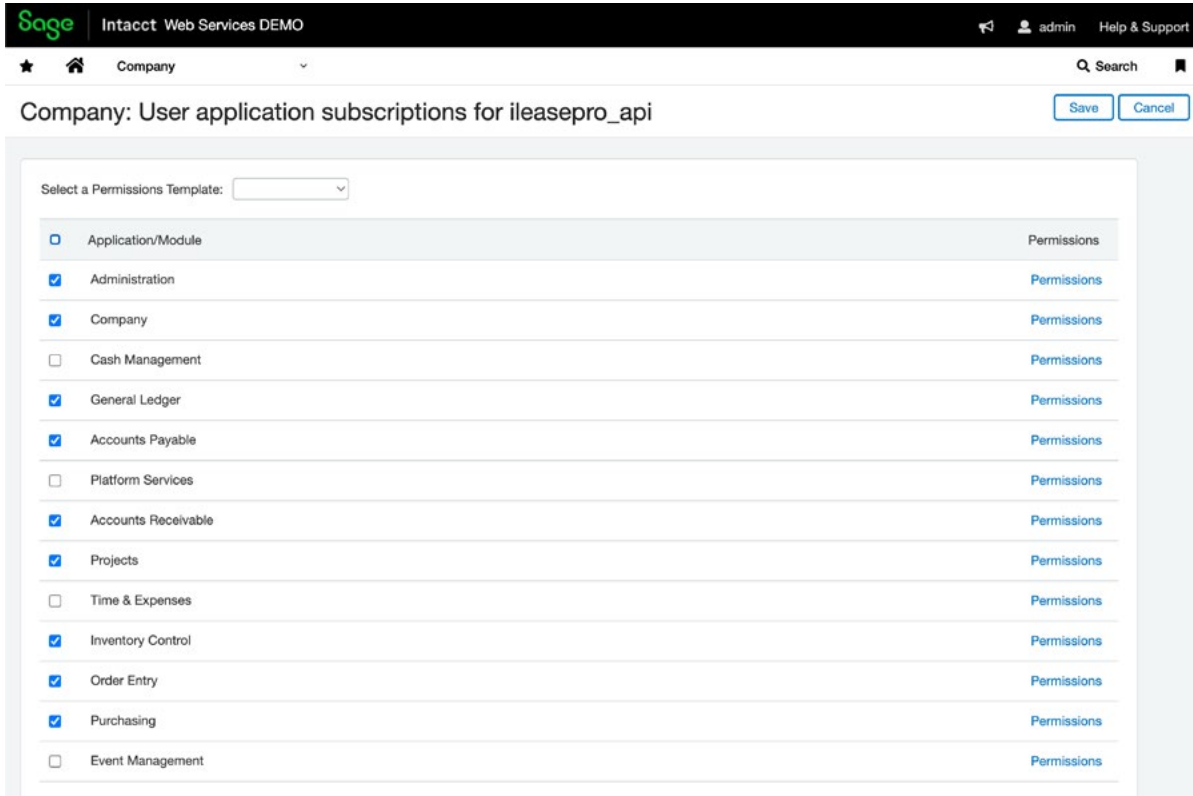 Sage Intacct Web Services DEMO admin Help & Support
Company Search
Company: User application subscriptions for ileasepro_api Save Cancel
Select a Permissions Template:
Application/Module Permissions
Administration Permissions
Company Permissions
Cash Management Permissions
General Ledger Permissions
Accounts Payable Permissions
Platform Services Permissions
Accounts Receivable Permissions
Projects Permissions
Time & Expenses Permissions
Inventory Control Permissions
Order Entry Permissions
Purchasing Permissions
Event Management Permissions